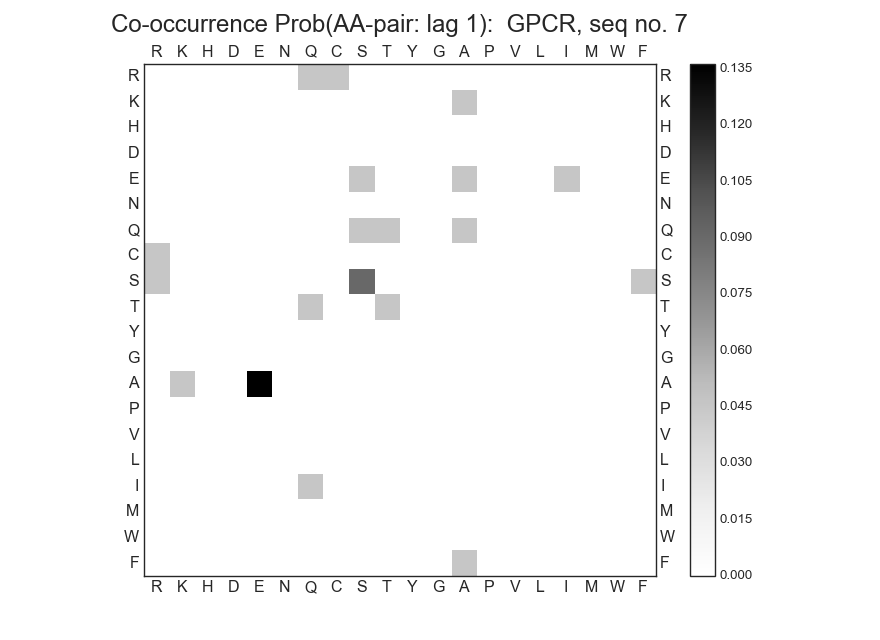 Co-occurrence Prob(AA-pair: lag 1):  GPCR, seq no. 7
R K H D E N Q C S T Y G A P V L I M W F
R R 0.135
K K
H H 0.120
D D
E E 0.105
N N
Q Q 0.090
C C
S S 0.075
T T
Y Y 0.060
G G
A A 0.045
P P
V V
L L 0.030
I I
M M 0.015
W W
F F 0.000
R K H D E N Q C S T Y G A P V L I M W F